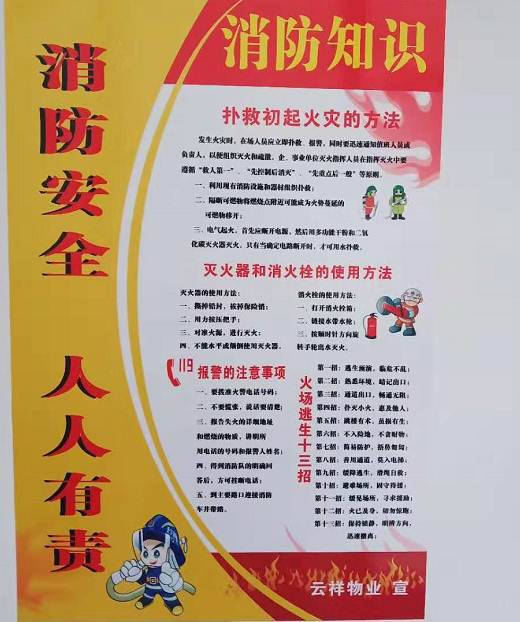 消防安全 人人有责
消防知识
扑救初起火灾的方法
发生火灾时，在场人员应立即扑救、报警，同时要迅速通知值班人员或
负责人，以便组织灭火和疏散，企、事业单位灭火指挥人员在指挥灭火中要
遵循“救人第一”、“先控制后消灭”、“先重点后一般”等原则。
一、利用现有消防设施和器材组织扑救；
二、隔断可燃物将燃烧点附近可能成为火势蔓延的
可燃物移开；
三、电气起火，首先应断开电源，然后用多功能干粉和二氧
化碳灭火器灭火，只有当确定电路断开时，才可用水扑救。
灭火器和消火栓的使用方法
灭火器的使用方法：
一、撕掉铅封，拔掉保险销；
二、用力按压把手；
三、对准火源，进行灭火；
四、不能水平或颠倒使用灭火器。
消火栓的使用方法：
一、打开消火栓箱；
二、链接水带水枪；
三、按顺时针方向旋
转手轮出水灭火。
119 报警的注意事项
一、要拨准火警电话号码；
二、不要慌张，说话要清楚；
三、报告失火的详细地址
和燃烧的物质，讲明所
用电话的号码和报警人姓名；
四、得到消防队的明确回
答后，方可挂断电话；
五、到主要路口迎接消防
车并带路。
火场逃生十三招
第一招：逃生预演，临危不乱；
第二招：熟悉环境，暗记出口；
第三招：通道出口，畅通无阻；
第四招：扑灭小火，惠及他人；
第五招：跳楼有术，虽损有生；
第六招：不入险地，不贪财物；
第七招：简易防护，捂鼻匍匐；
第八招：善用通道，莫入电梯；
第九招：缓降逃生，滑绳自救；
第十招：避难场所，固守待援；
第十一招：缓晃场所，寻求援助；
第十二招：火已及身，切勿惊跑；
第十三招：保持镇静，明辨方向，
迅速撤离；
云祥物业 宣